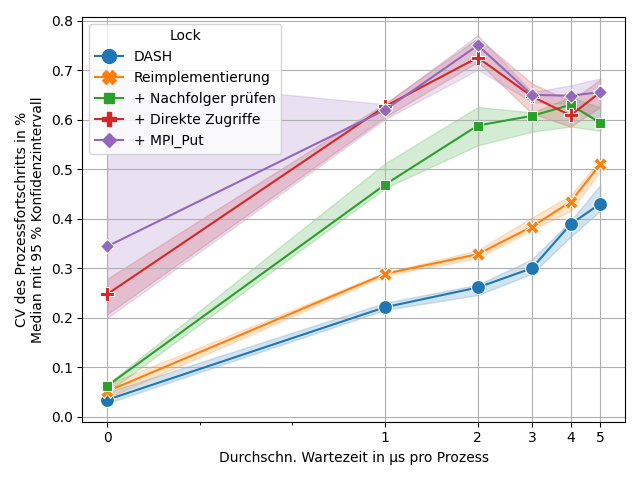 Lock
DASH
Reimplementierung
+ Nachfolger prüfen
+ Direkte Zugriffe
+ MPI_Put
CV des Prozessfortschritts in %
Median mit 95 % Konfidenzintervall
0.8
0.7
0.6
0.5
0.4
0.3
0.2
0.1
0.0
0 1 2 3 4 5
Durchschn. Wartezeit in µs pro Prozess